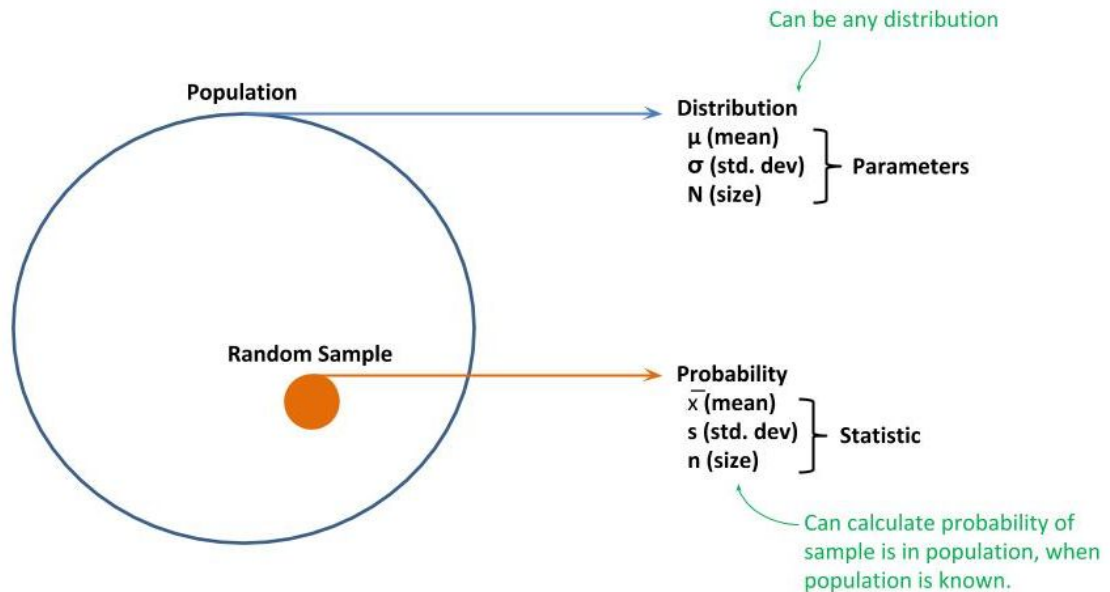 Can be any distribution
Population
Distribution
μ (mean)
σ (std. dev)
N (size)
Parameters
Random Sample
Probability
x̄ (mean)
s (std. dev)
n (size)
Statistic
Can calculate probability of
sample is in population, when
population is known.